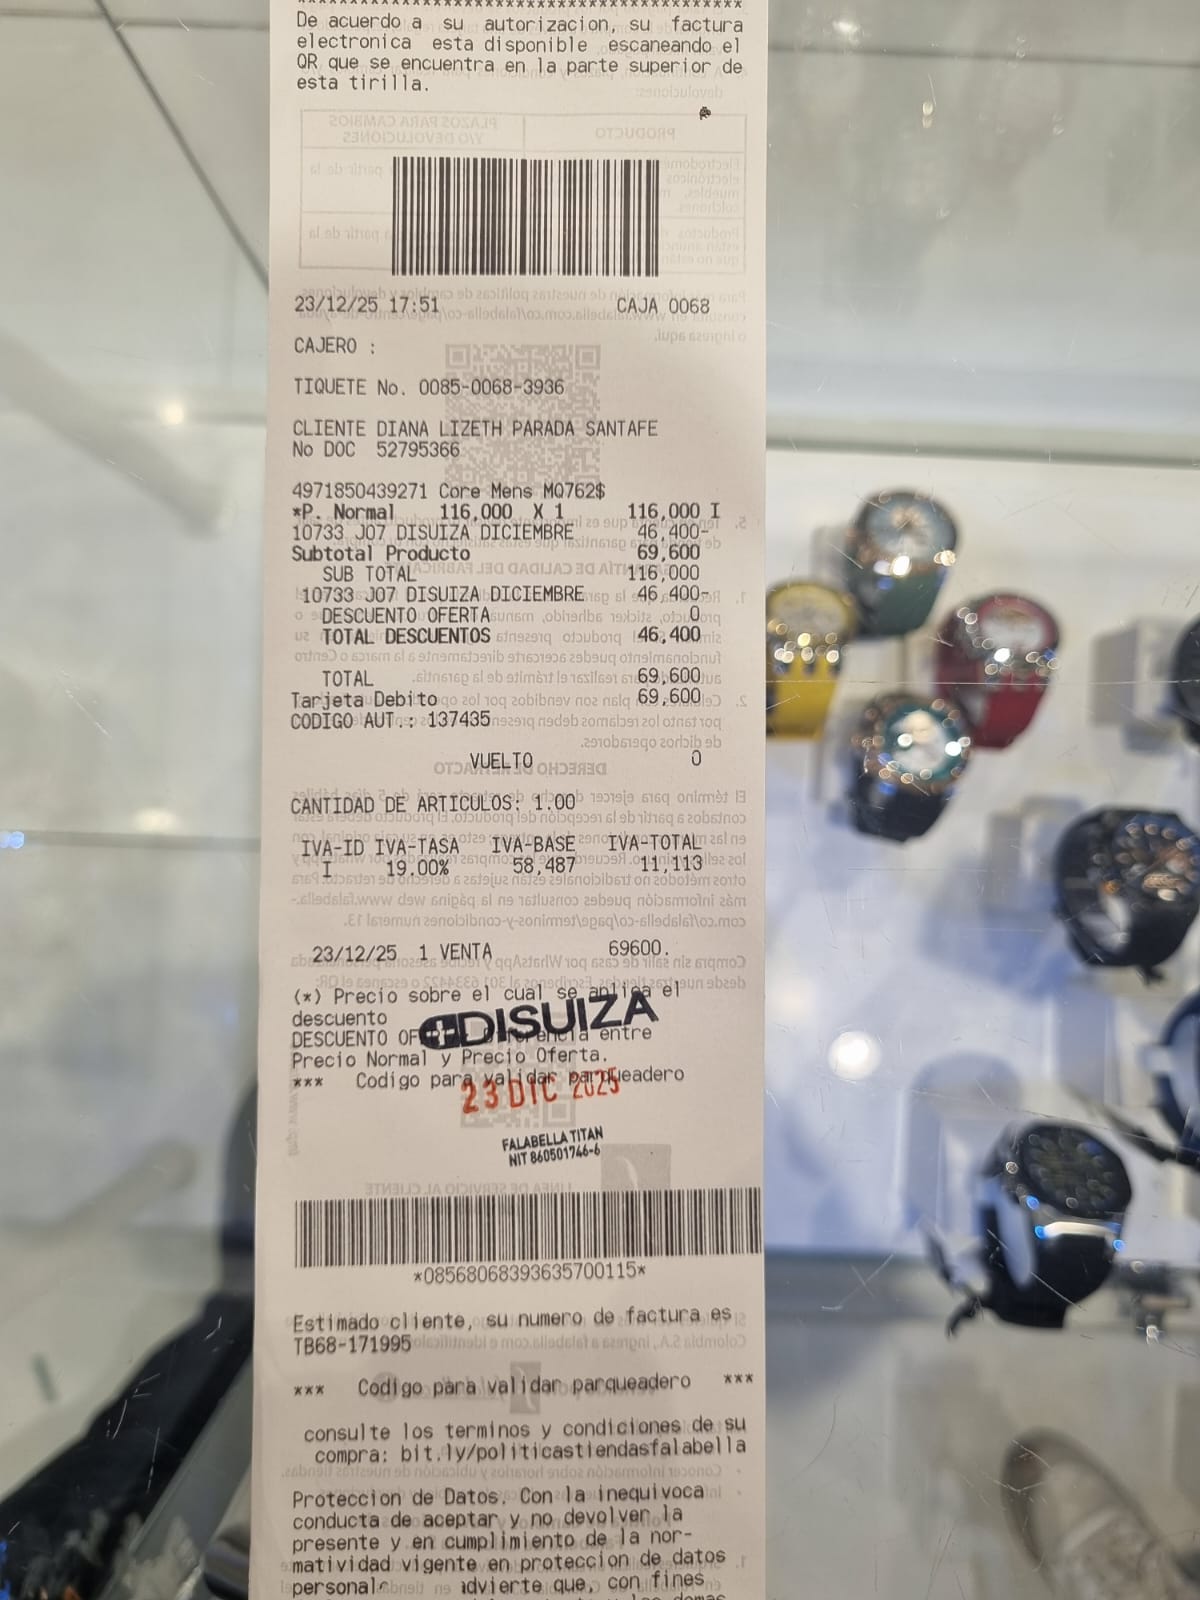 ****************************************
De acuerdo a su autorizacion, su factura
electronica esta disponible escaneando el
QR que se encuentra en la parte superior de
esta tirilla.
23/12/25 17:51 CAJA 0068
CAJERO :
TIQUETE No. 0085-0068-3936
CLIENTE DIANA LIZETH PARADA SANTAFE
No DOC 52795366
4971850439271 Core Mens MQ762$
*P. Normal 116,000 X 1 116,000 I
10733 J07 DISUIZA DICIEMBRE 46,400-
Subtotal Producto 69,600
SUB TOTAL 116,000
10733 J07 DISUIZA DICIEMBRE 46,400-
DESCUENTO OFERTA 0
TOTAL DESCUENTOS 46,400
TOTAL 69,600
Tarjeta Debito 69,600
CODIGO AUT.: 137435
VUELTO 0
CANTIDAD DE ARTICULOS: 1.00
IVA-ID IVA-TASA IVA-BASE IVA-TOTAL
I 19.00% 58,487 11,113
23/12/25 1 VENTA 69600.
(*) Precio sobre el cual se aplica el
descuento
DISUIZA
DESCUENTO entre
Precio Normal y Precio Oferta.
*** Codigo para validar parqueadero
23 DIC 2025
FALABELLA TITAN
NIT 860501746-6
*08568068393635700115*
Estimado cliente, su numero de factura es
TB68-171995
*** Codigo para validar parqueadero ***
consulte los terminos y condiciones de su
compra: bit.ly/politicastiendasfalabella
Proteccion de Datos. Con la inequivoca
conducta de aceptar y no devolver la
presente y en cumplimiento de la nor-
matividad vigente en proteccion de datos
advierte que, con fines